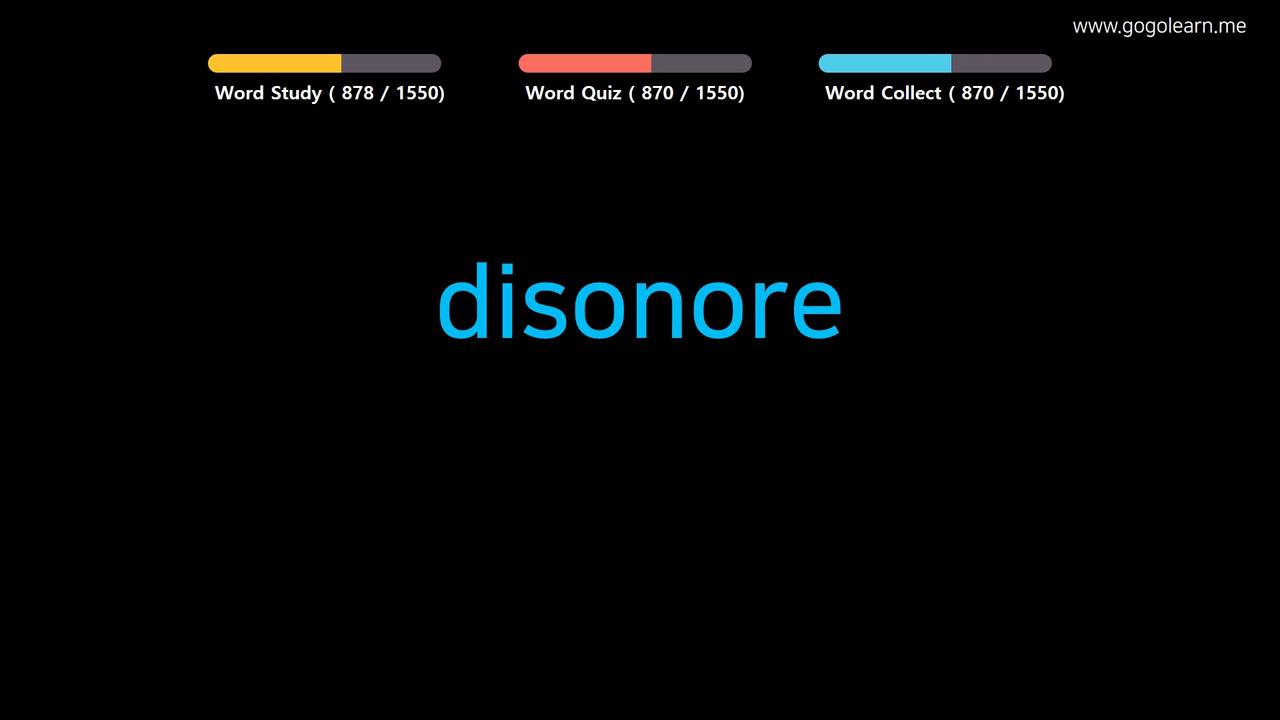 www.gogolearn.me
Word Study ( 878 / 1550)
Word Quiz ( 870 / 1550)
Word Collect ( 870 / 1550)
disonore